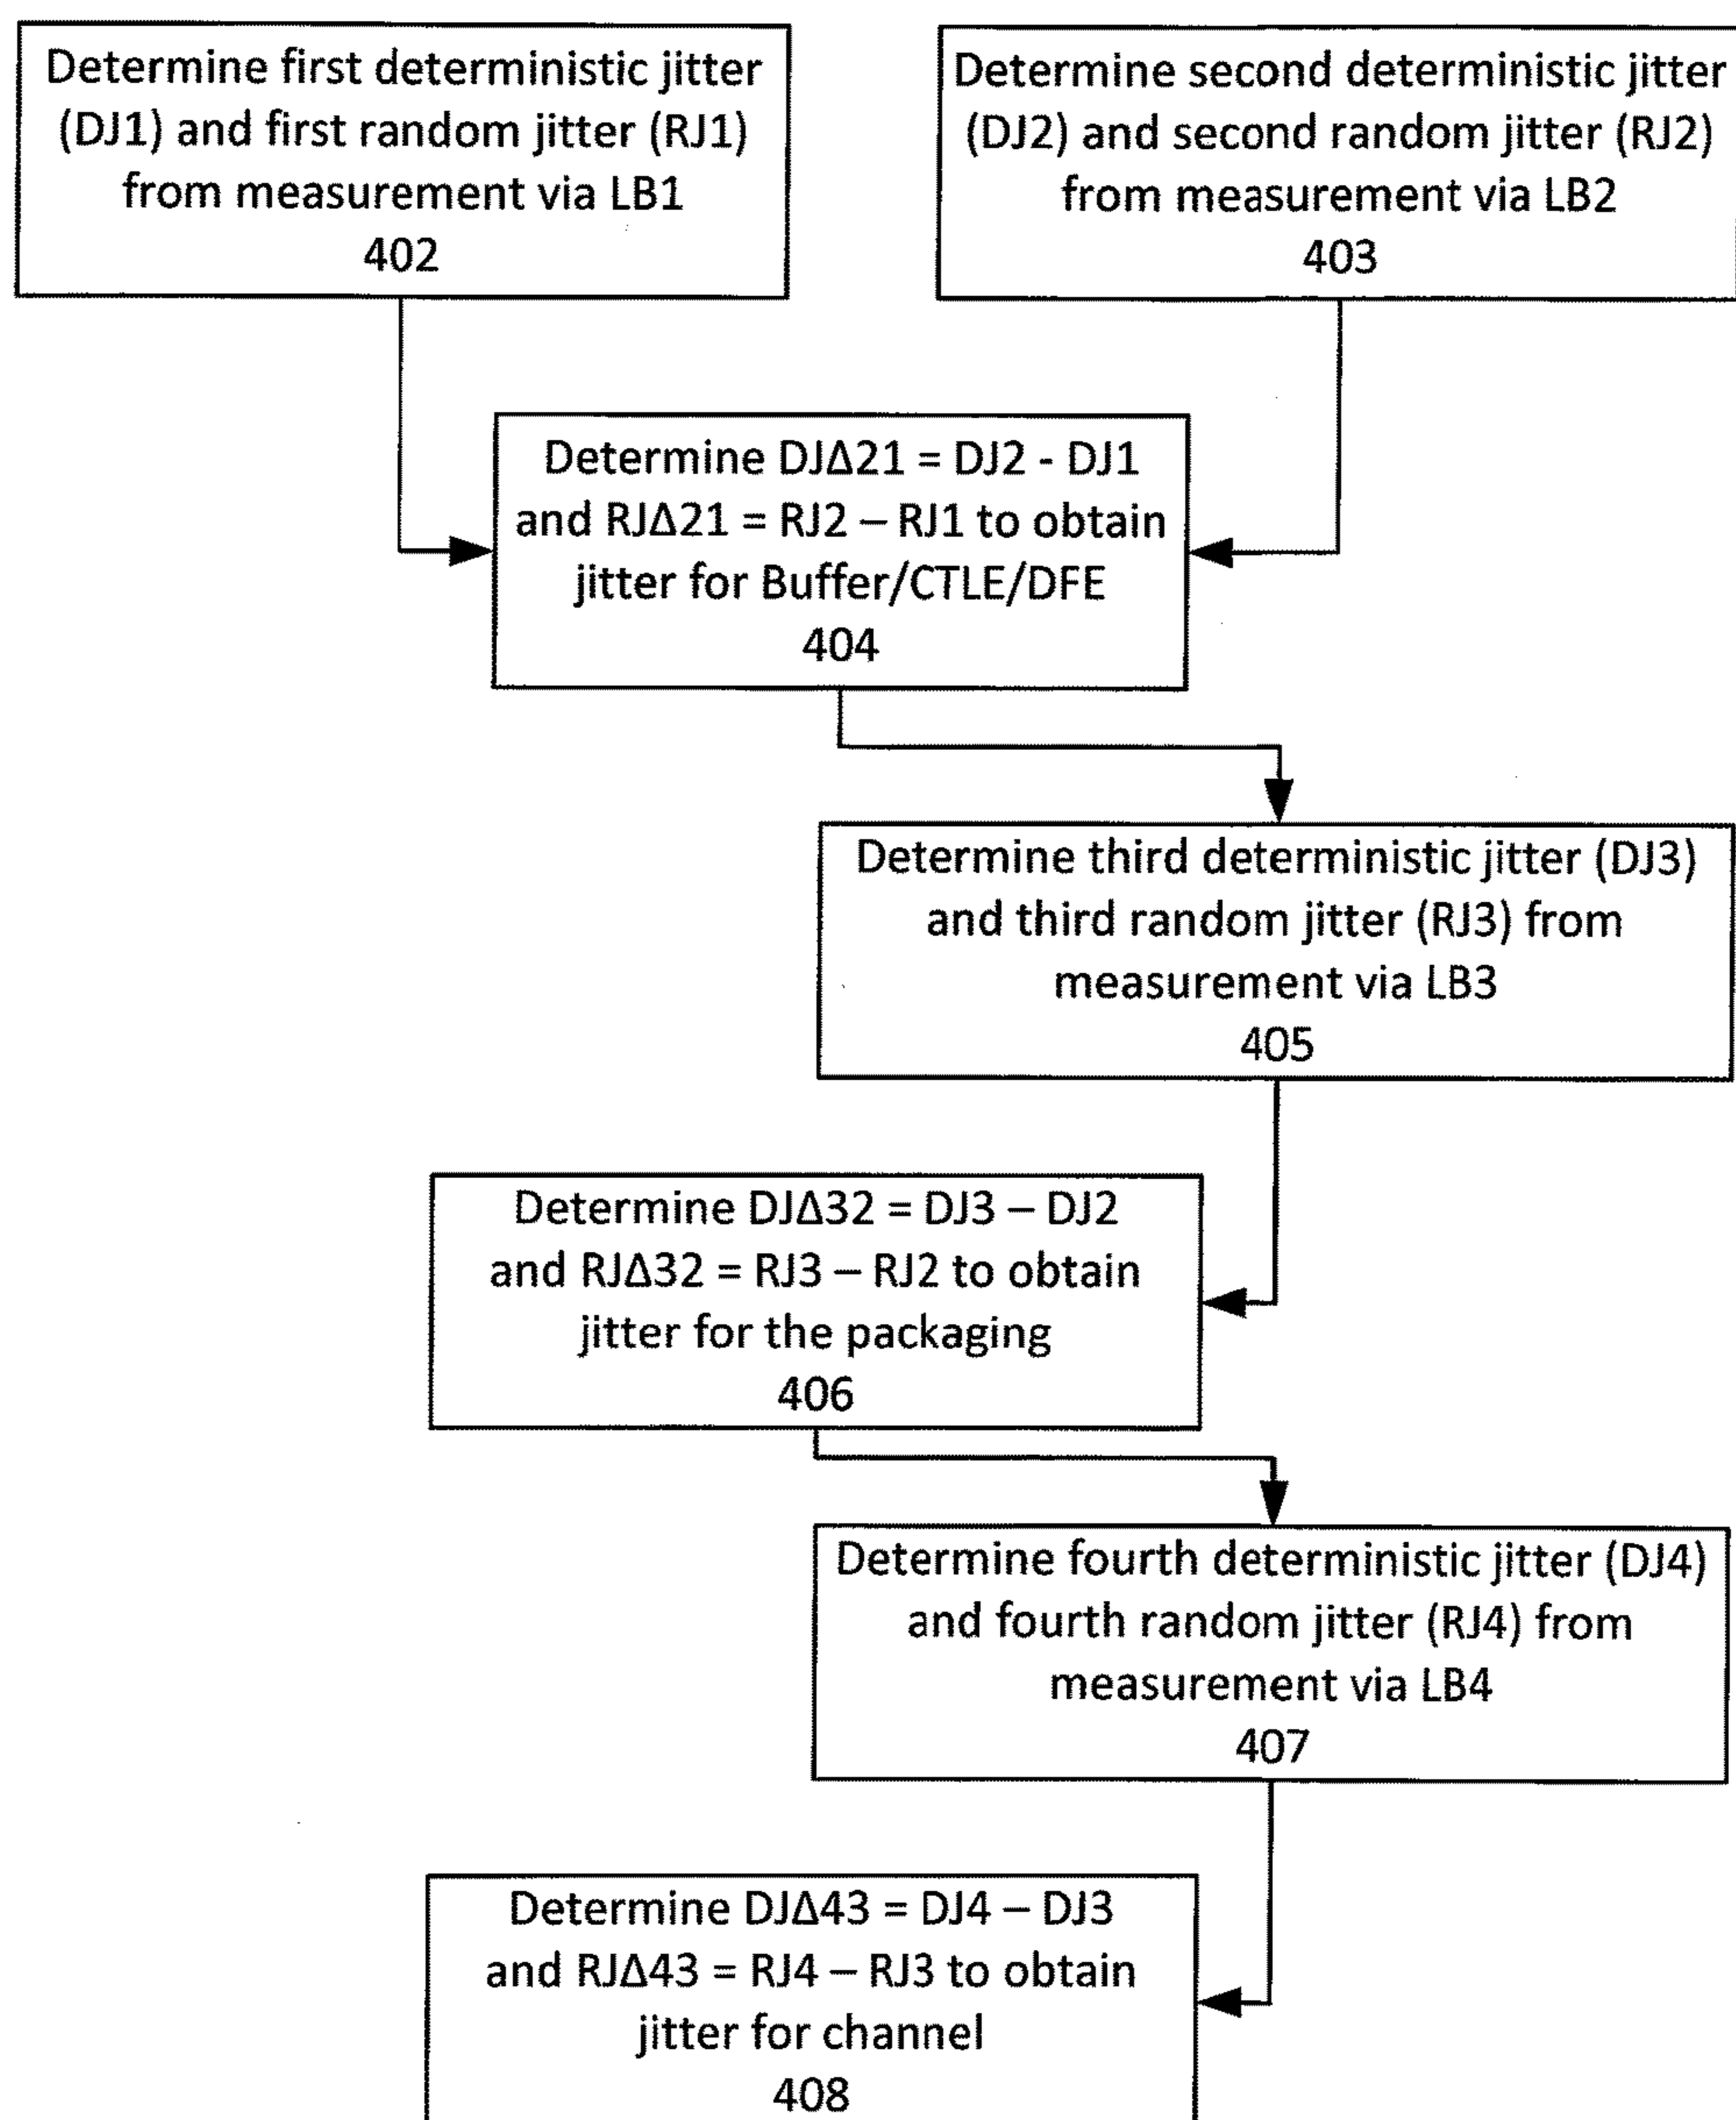 Determine first deterministic jitter
(DJ1) and first random jitter (RJ1)
from measurement via LB1
402
Determine second deterministic jitter
(DJ2) and second random jitter (RJ2)
from measurement via LB2
403
Determine DJΔ21 = DJ2 - DJ1
and RJΔ21 = RJ2 – RJ1 to obtain
jitter for Buffer/CTLE/DFE
404
Determine third deterministic jitter (DJ3)
and third random jitter (RJ3) from
measurement via LB3
405
Determine DJΔ32 = DJ3 – DJ2
and RJΔ32 = RJ3 – RJ2 to obtain
jitter for the packaging
406
Determine fourth deterministic jitter (DJ4)
and fourth random jitter (RJ4) from
measurement via LB4
407
Determine DJΔ43 = DJ4 – DJ3
and RJΔ43 = RJ4 – RJ3 to obtain
jitter for channel
408